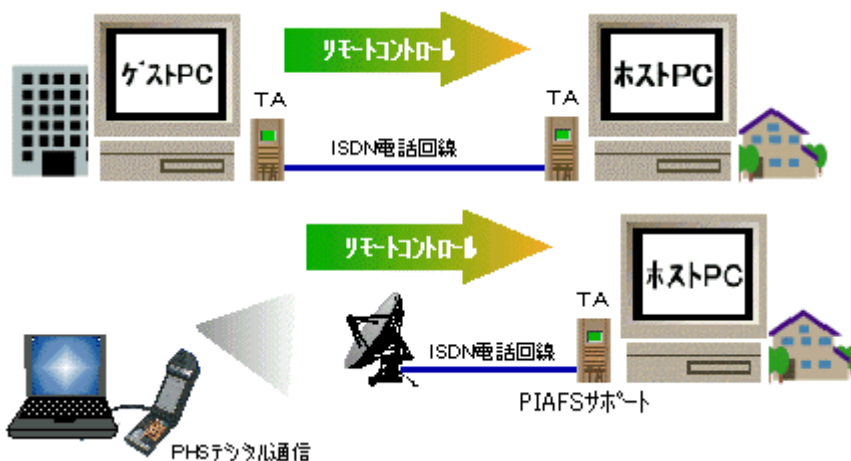 リモートコントロール
ゲストPC
ホストPC
TA
TA
ISDN電話回線
TA
TA
リモートコントロール
ホストPC
TA
ISDN電話回線
PIAFSサポート
PHSデジタル通信